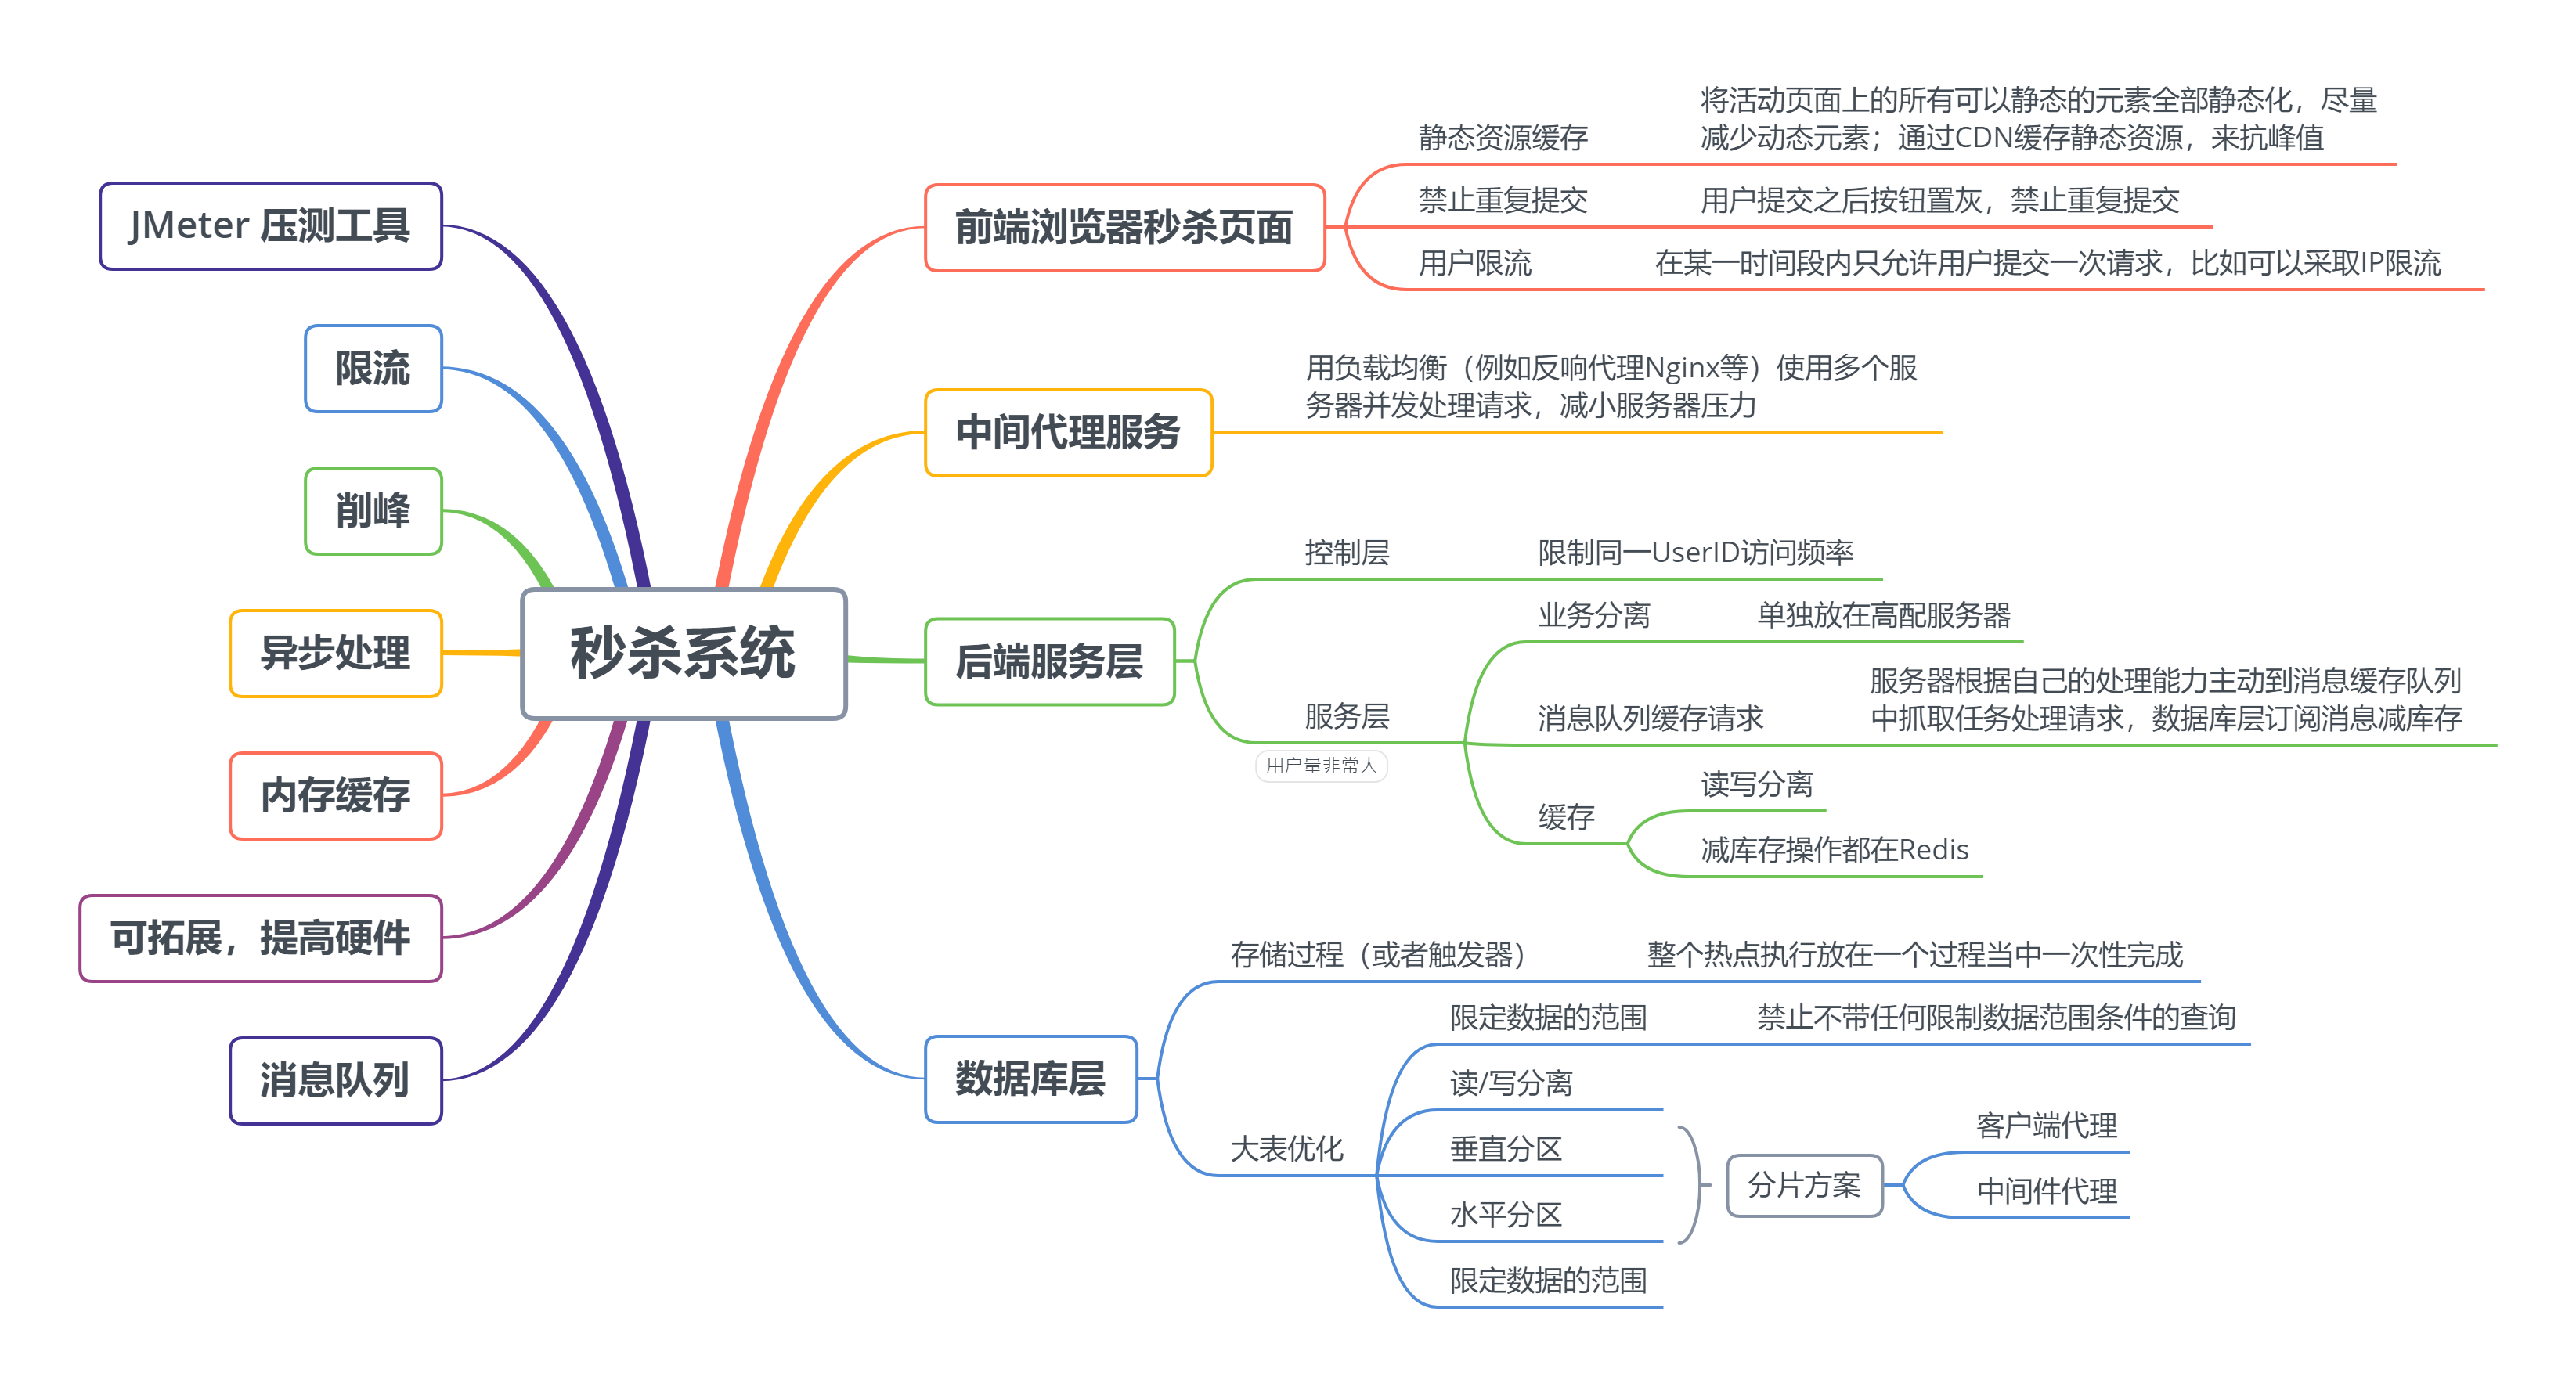 秒杀系统
前端浏览器秒杀页面
静态资源缓存
将活动页面上的所有可以静态的元素全部静态化，尽量
减少动态元素；通过CDN缓存静态资源，来抗峰值
禁止重复提交
用户提交之后按钮置灰，禁止重复提交
用户限流
在某一时间段内只允许用户提交一次请求，比如可以采取IP限流
中间代理服务
用负载均衡（例如反响代理Nginx等）使用多个服
务器并发处理请求，减小服务器压力
后端服务层
控制层
限制同一UserID访问频率
服务层
用户量非常大
业务分离
单独放在高配服务器
消息队列缓存请求
服务器根据自己的处理能力主动到消息缓存队列
中抓取任务处理请求，数据库层订阅消息减库存
缓存
读写分离
减库存操作都在Redis
数据库层
存储过程（或者触发器）
整个热点执行放在一个过程当中一次性完成
大表优化
限定数据的范围
禁止不带任何限制数据范围条件的查询
读/写分离
垂直分区
水平分区
限定数据的范围
分片方案
客户端代理
中间件代理
JMeter 压测工具
限流
削峰
异步处理
内存缓存
可拓展，提高硬件
消息队列